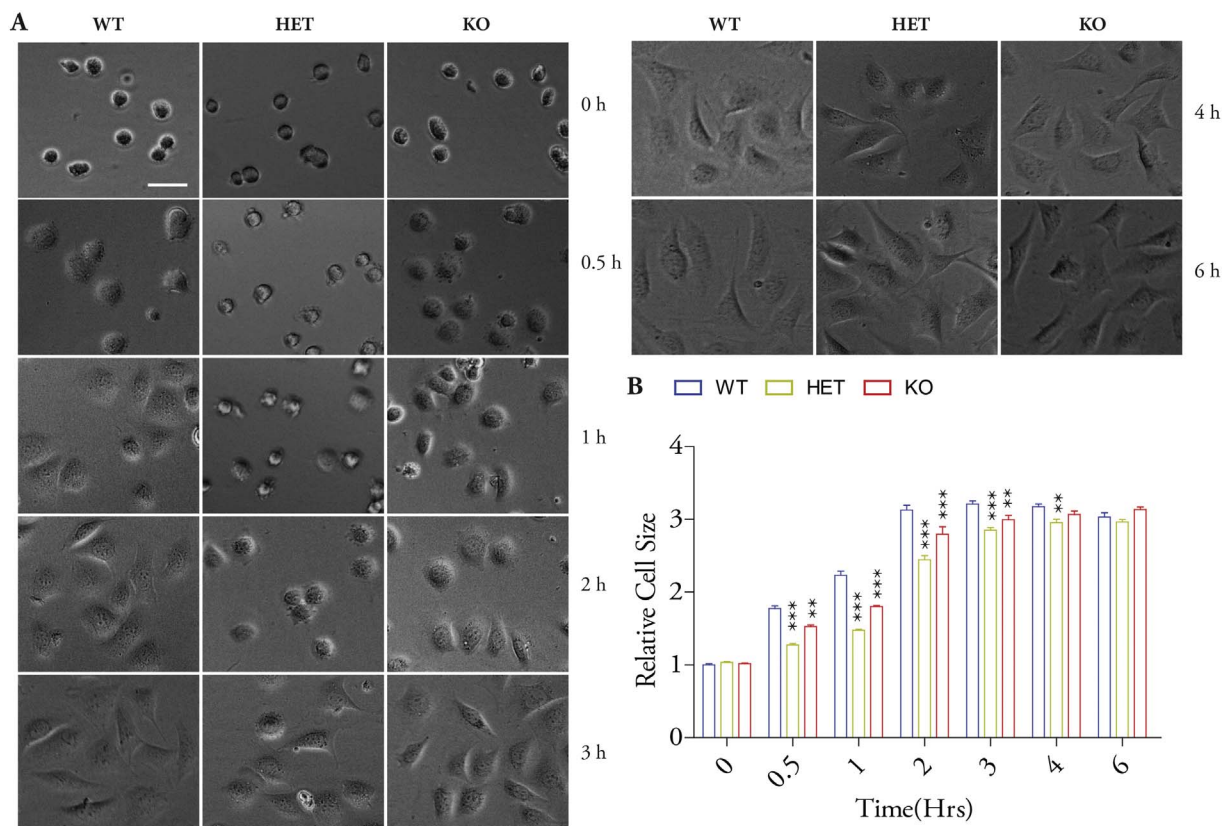 A
WT HET KO
0 h
0.5 h
1 h
2 h
3 h
WT HET KO
4 h
6 h
B WT HET KO
4
3
2
1
0
Relative Cell Size
*** **
*** ***
*** ***
*** **
**
0 0.5 1 2 3 4 6
Time(Hrs)